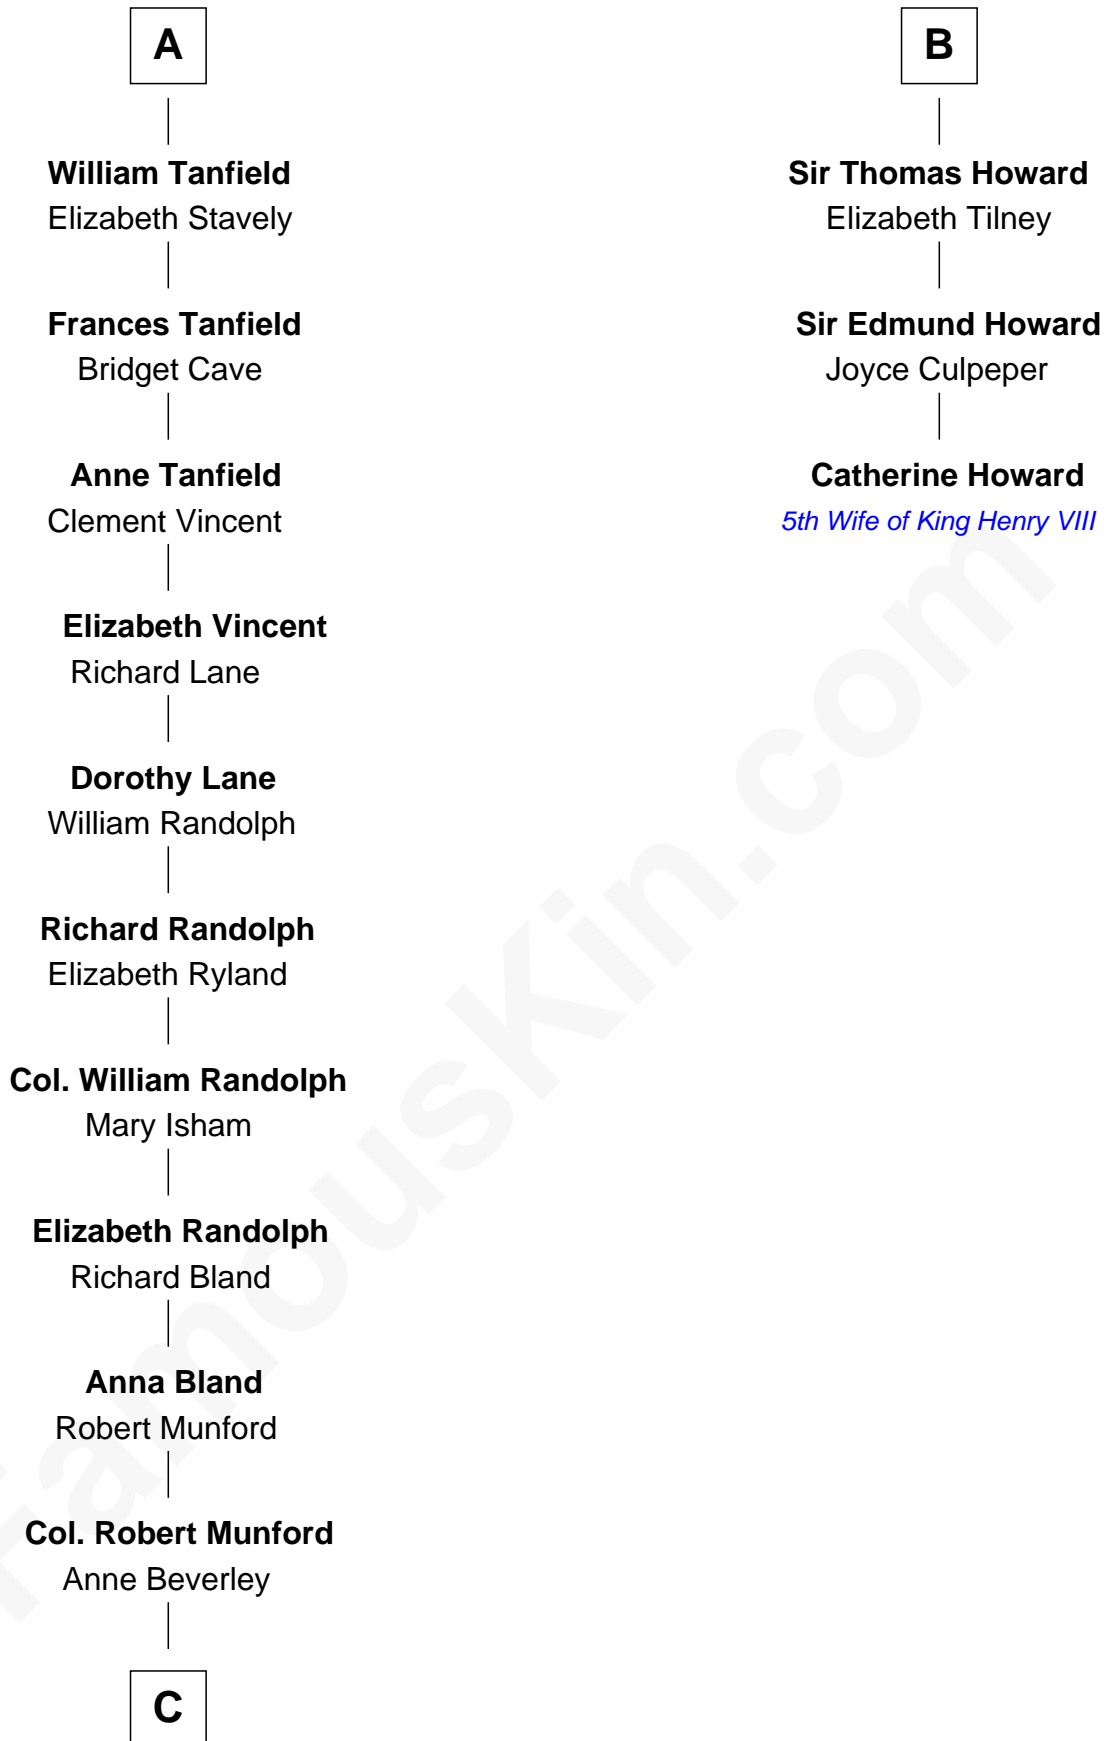 A
B
William Tanfield
Elizabeth Stavely
Sir Thomas Howard
Elizabeth Tilney
Frances Tanfield
Bridget Cave
Sir Edmund Howard
Joyce Culpeper
Anne Tanfield
Clement Vincent
Catherine Howard
5th Wife of King Henry VIII
Elizabeth Vincent
Richard Lane
Dorothy Lane
William Randolph
Richard Randolph
Elizabeth Ryland
Col. William Randolph
Mary Isham
Elizabeth Randolph
Richard Bland
Anna Bland
Robert Munford
Col. Robert Munford
Anne Beverley
C
FamousKin.com